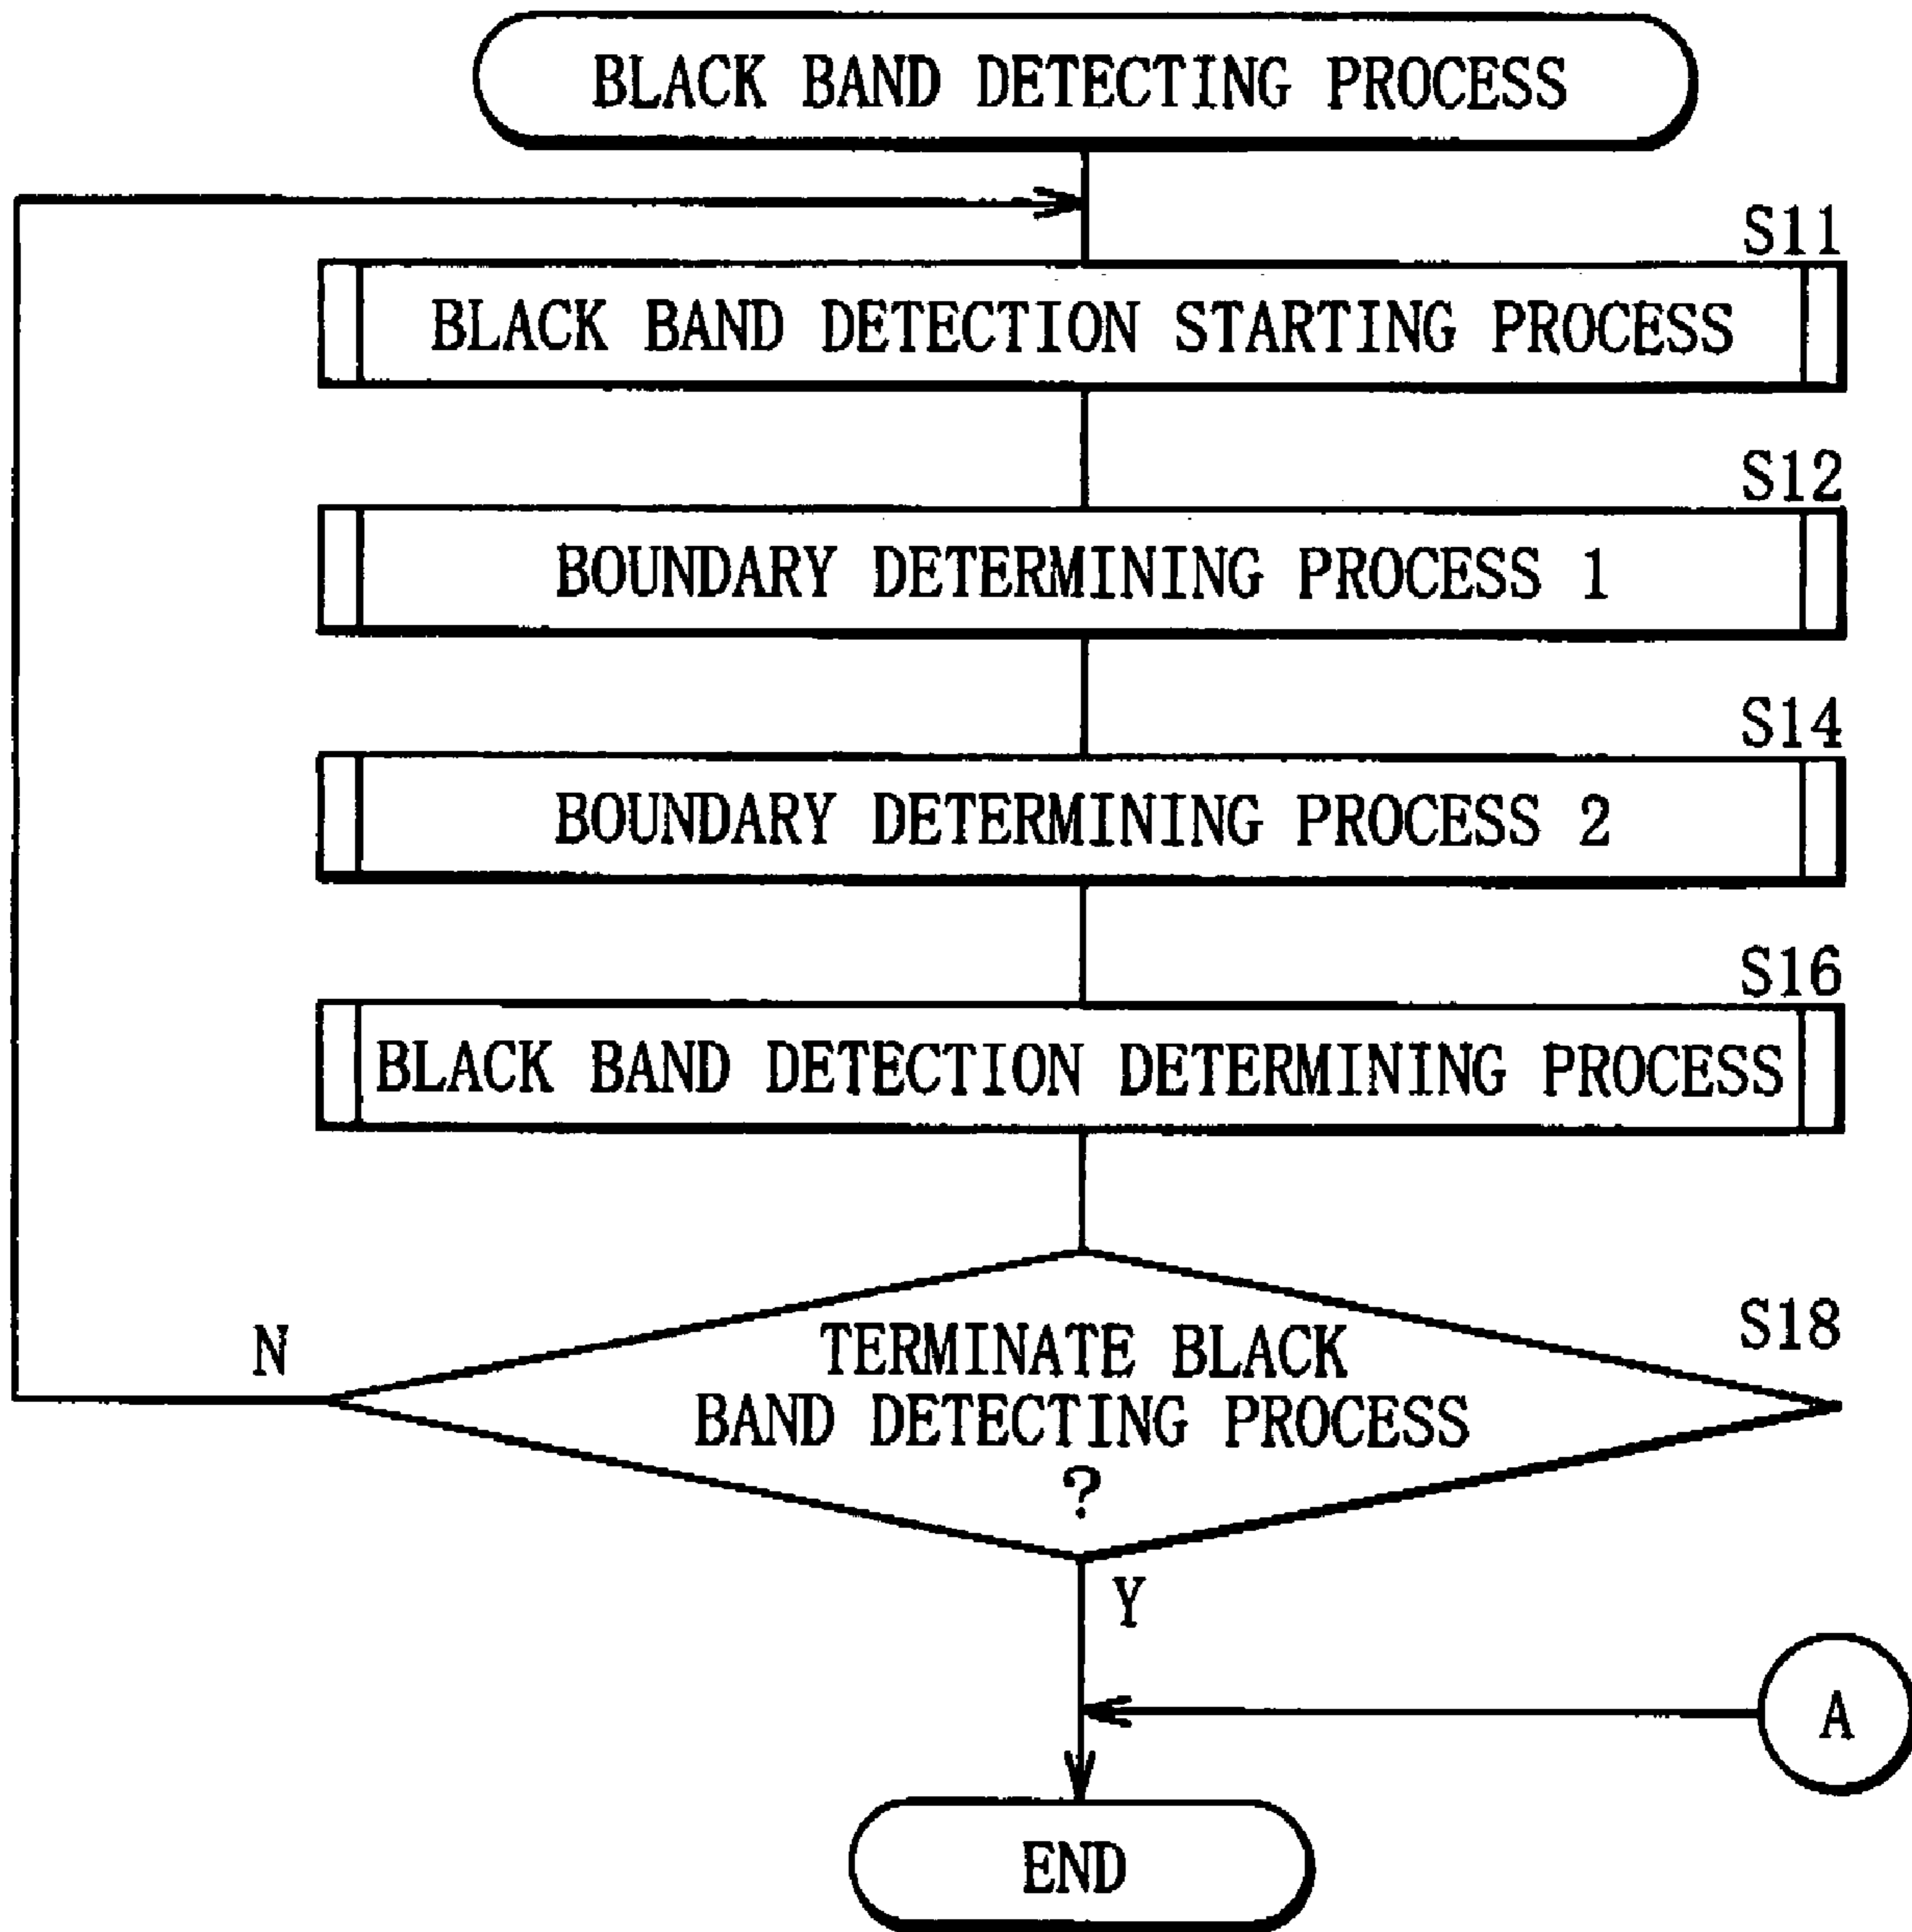 BLACK BAND DETECTING PROCESS
S11
BLACK BAND DETECTION STARTING PROCESS
S12
BOUNDARY DETERMINING PROCESS 1
S14
BOUNDARY DETERMINING PROCESS 2
S16
BLACK BAND DETECTION DETERMINING PROCESS
S18
N
TERMINATE BLACK
BAND DETECTING PROCESS
?
Y
A
END